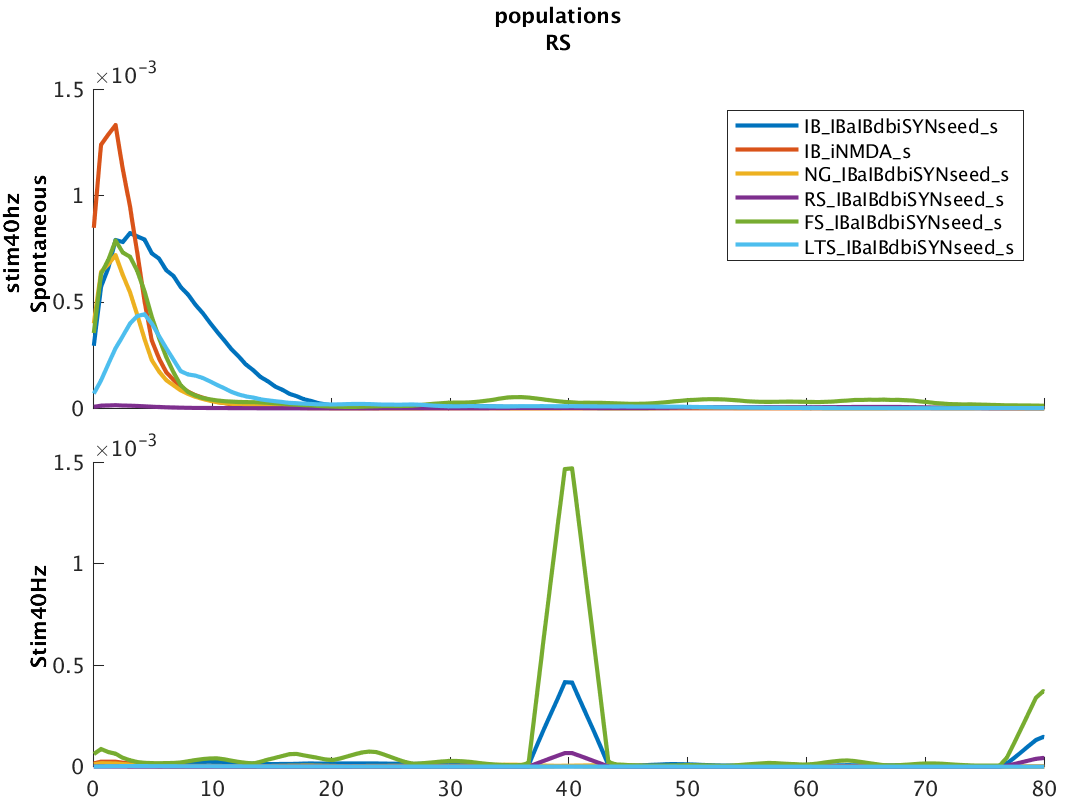 populations
RS
×10-3
1.5
1
0.5
0
stim40hz
Spontaneous
IB_IBaIBdbiSYNseed_s
IB_iNMDA_s
NG_IBaIBdbiSYNseed_s
RS_IBaIBdbiSYNseed_s
FS_IBaIBdbiSYNseed_s
LTS_IBaIBdbiSYNseed_s
×10-3
1.5
1
0.5
0
Stim40Hz
0 10 20 30 40 50 60 70 80